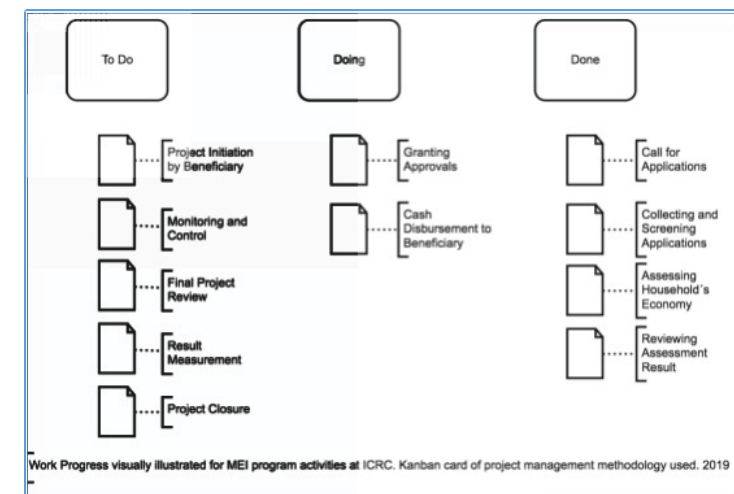 To Do
Doing
Done
Project Initiation
by Beneficiary
Monitoring and
Control
Final Project
Review
Result
Measurement
Project Closure
Granting
Approvals
Cash
Disbursement to
Beneficiary
Call for
Applications
Collecting and
Screening
Applications
Assessing
Household´s
Economy
Reviewing
Assessment
Result
Work Progress visually illustrated for MEI program activities at ICRC. Kanban card of project management methodology used. 2019